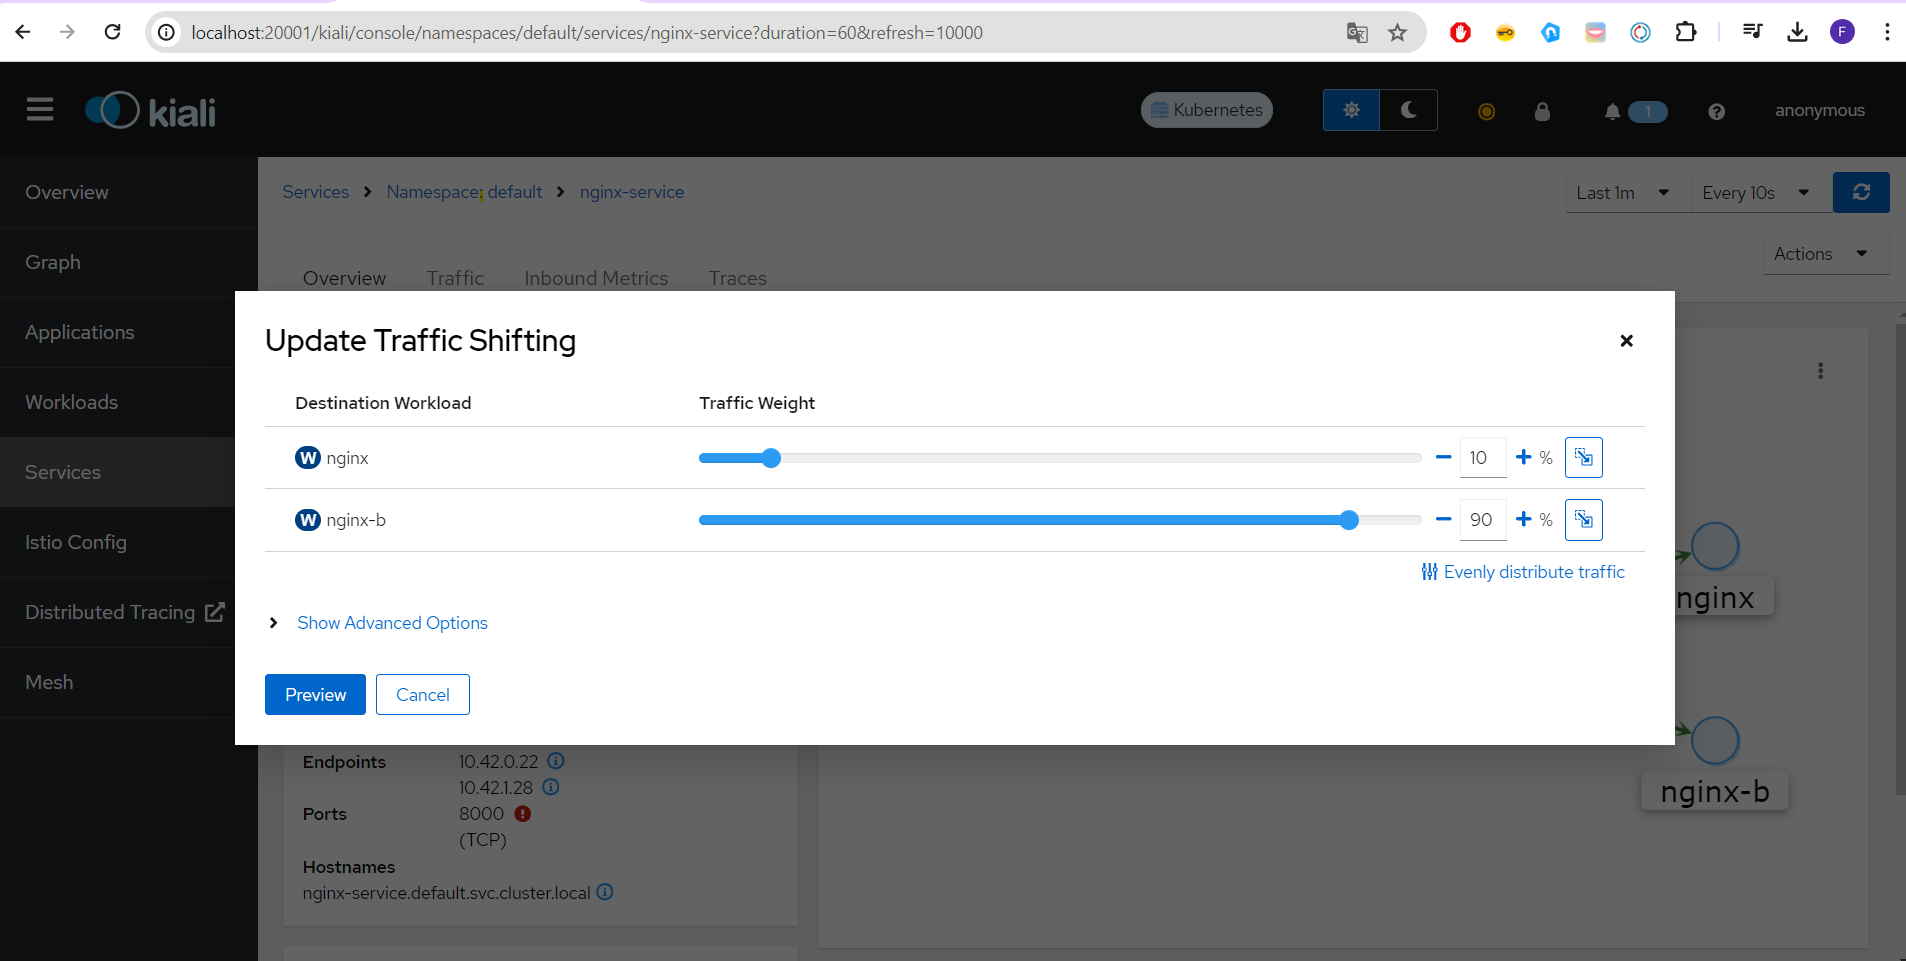 localhost:20001/kiali/console/namespaces/default/services/nginx-service?duration=60&refresh=10000
F
kiali
Kubernetes
1
anonymous
Overview
Graph
Applications
Workloads
Services
Istio Config
Distributed Tracing
Mesh
Services > Namespace: default > nginx-service
Last 1m
Every 10s
Actions
Overview Traffic Inbound Metrics Traces
Update Traffic Shifting
Destination Workload Traffic Weight
W nginx 10 %
W nginx-b 90 %
Evenly distribute traffic
Show Advanced Options
Preview Cancel
nginx
nginx-b
Endpoints 10.42.0.22
10.42.1.28
Ports 8000
(TCP)
Hostnames
nginx-service.default.svc.cluster.local